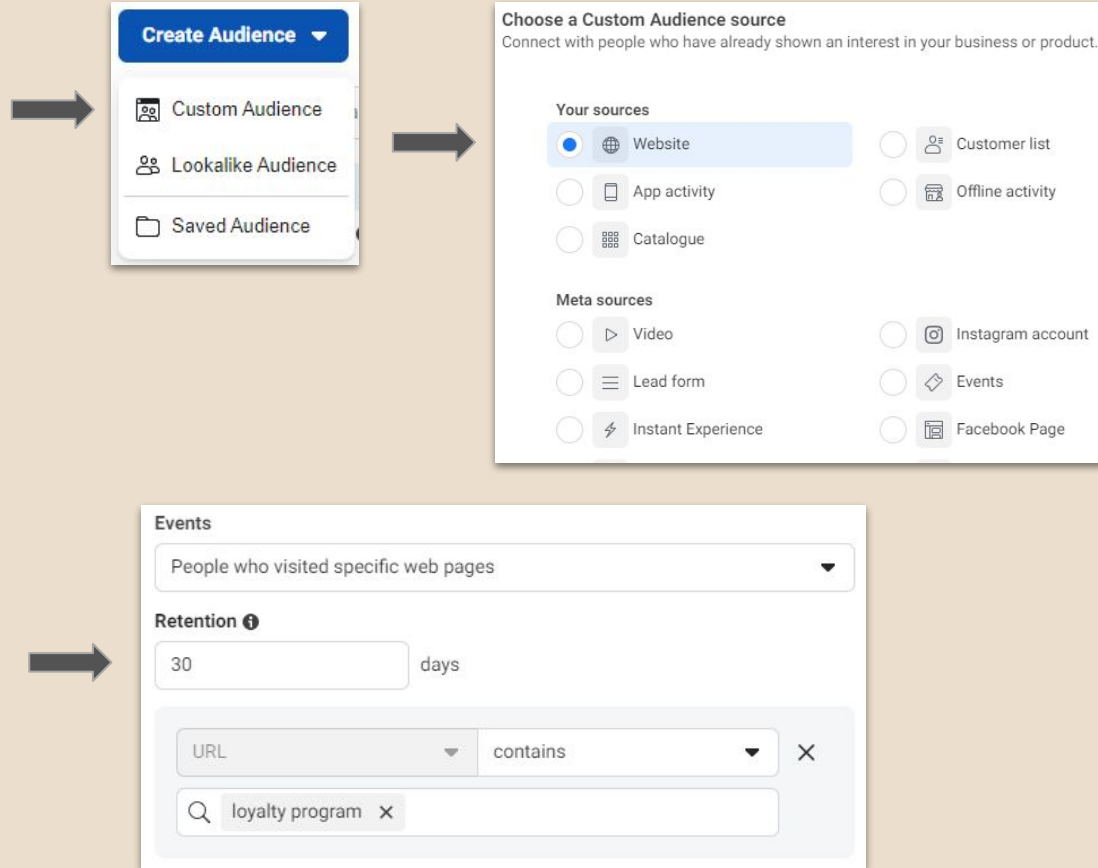 Create Audience
Custom Audience
Lookalike Audience
Saved Audience
Choose a Custom Audience source
Connect with people who have already shown an interest in your business or product.
Your sources
Website
Customer list
App activity
Offline activity
Catalogue
Meta sources
Video
Instagram account
Lead form
Events
Instant Experience
Facebook Page
Events
People who visited specific web pages
Retention
30 days
URL contains
loyalty program